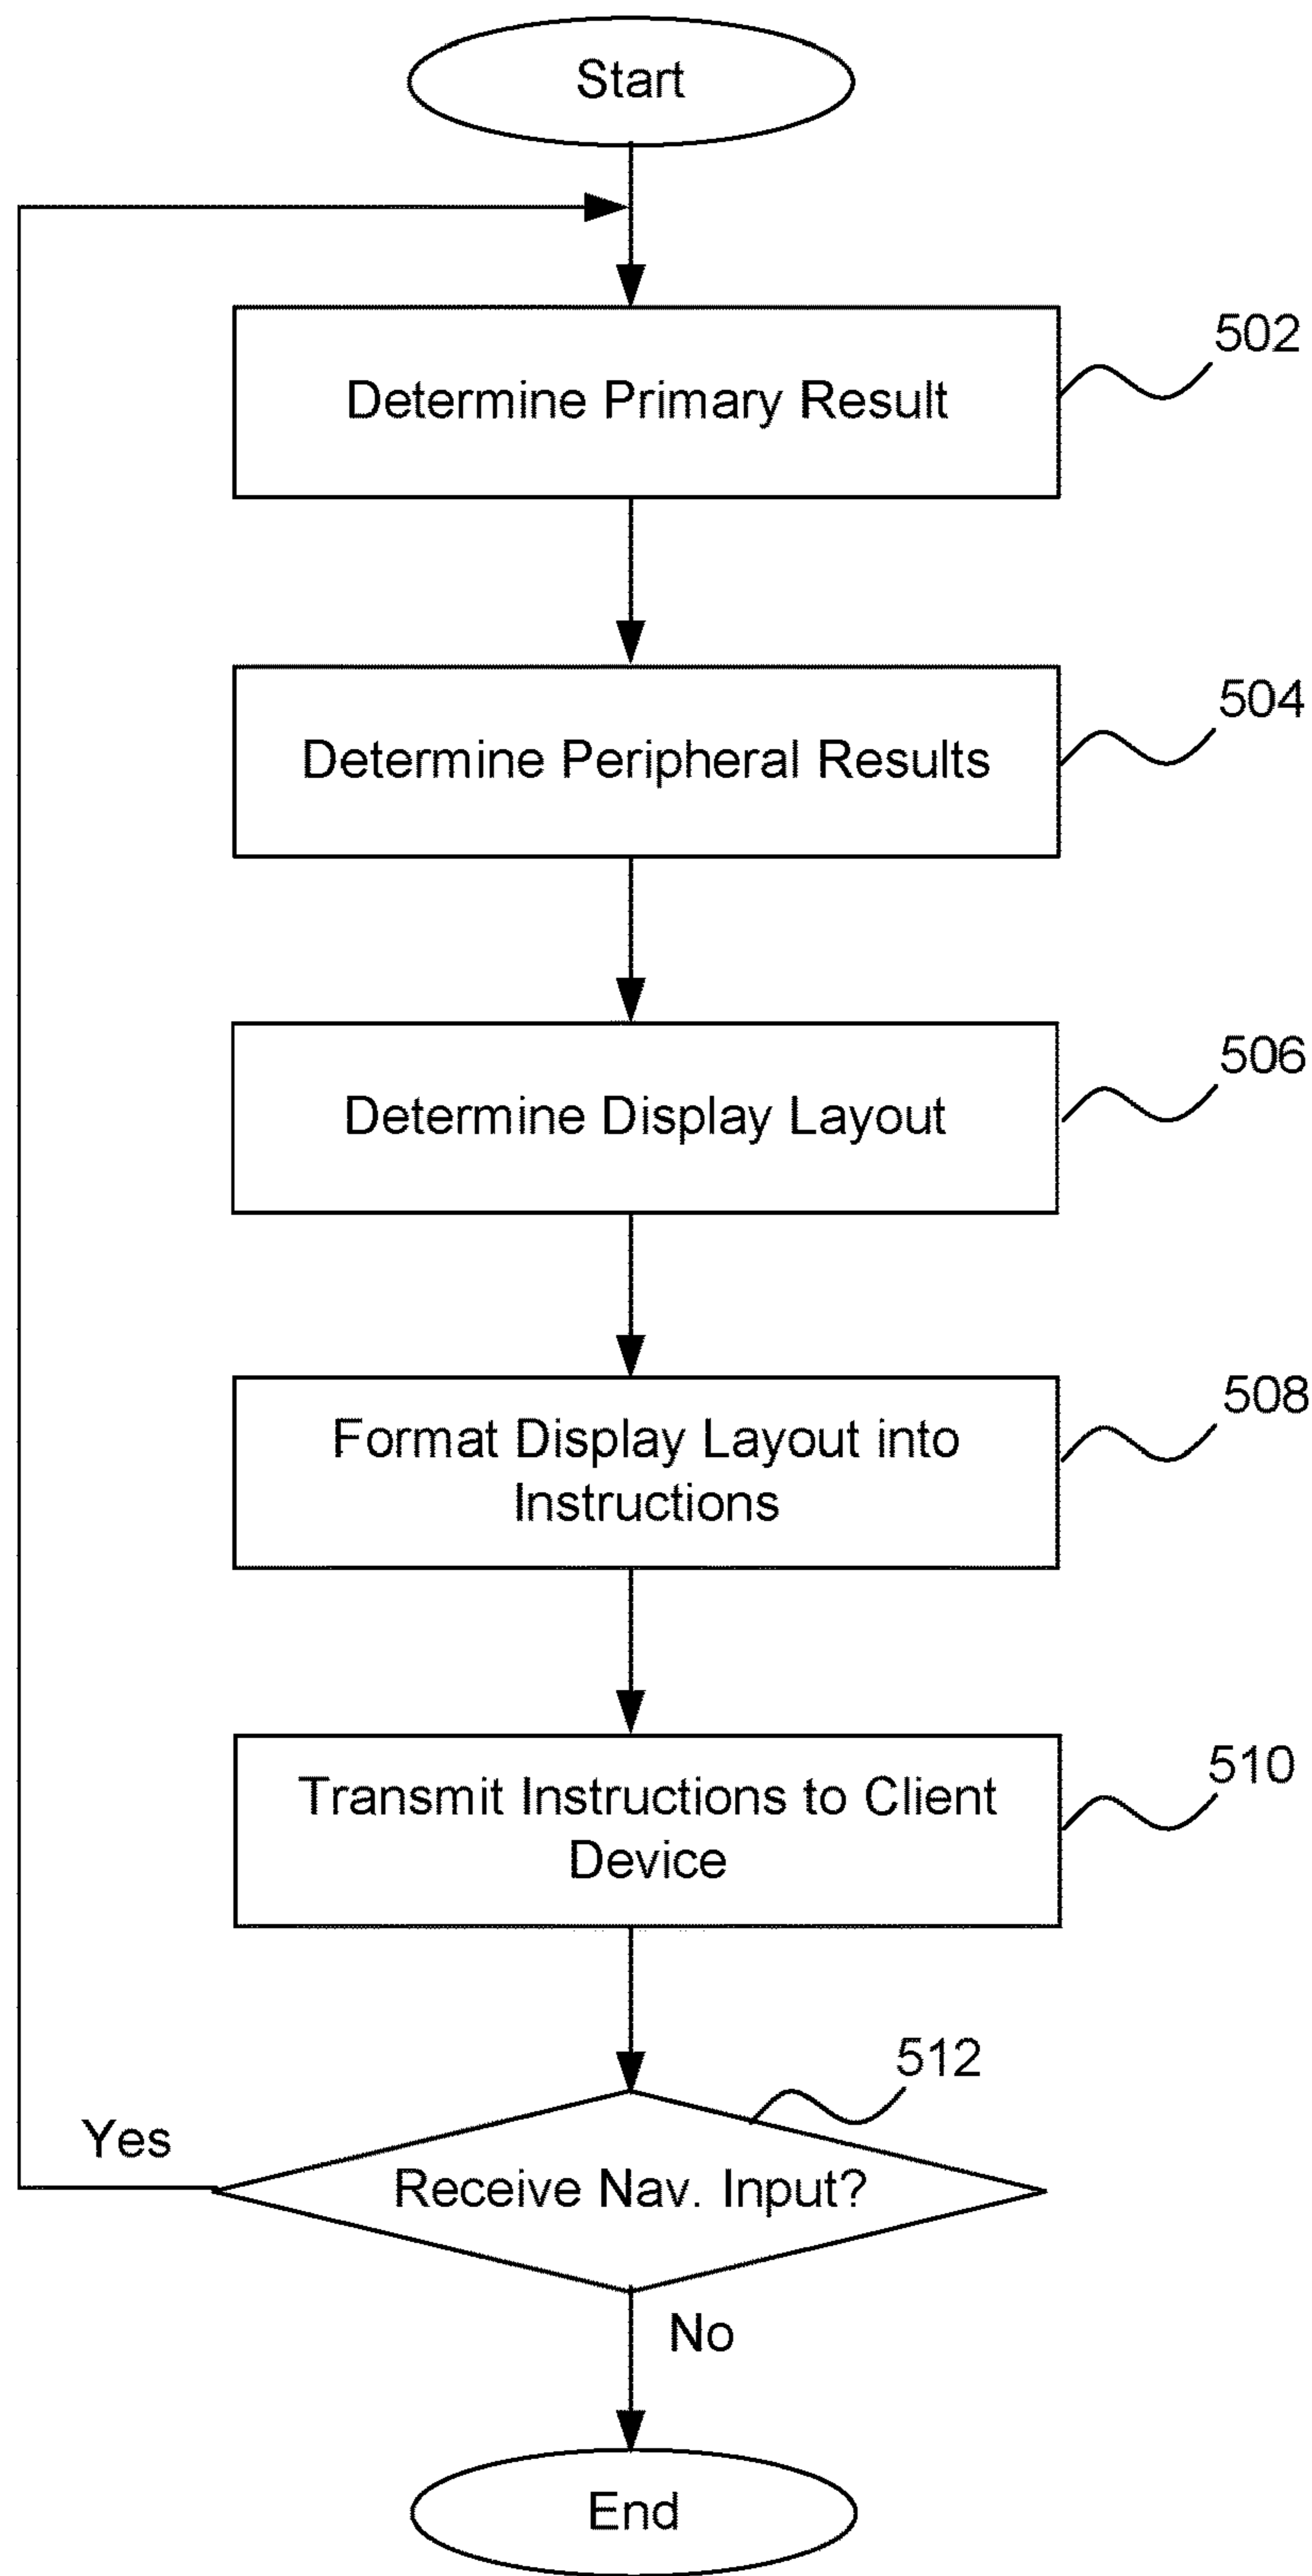 Start
502
Determine Primary Result
504
Determine Peripheral Results
506
Determine Display Layout
508
Format Display Layout into
Instructions
510
Transmit Instructions to Client
Device
512
Yes
Receive Nav. Input?
No
End